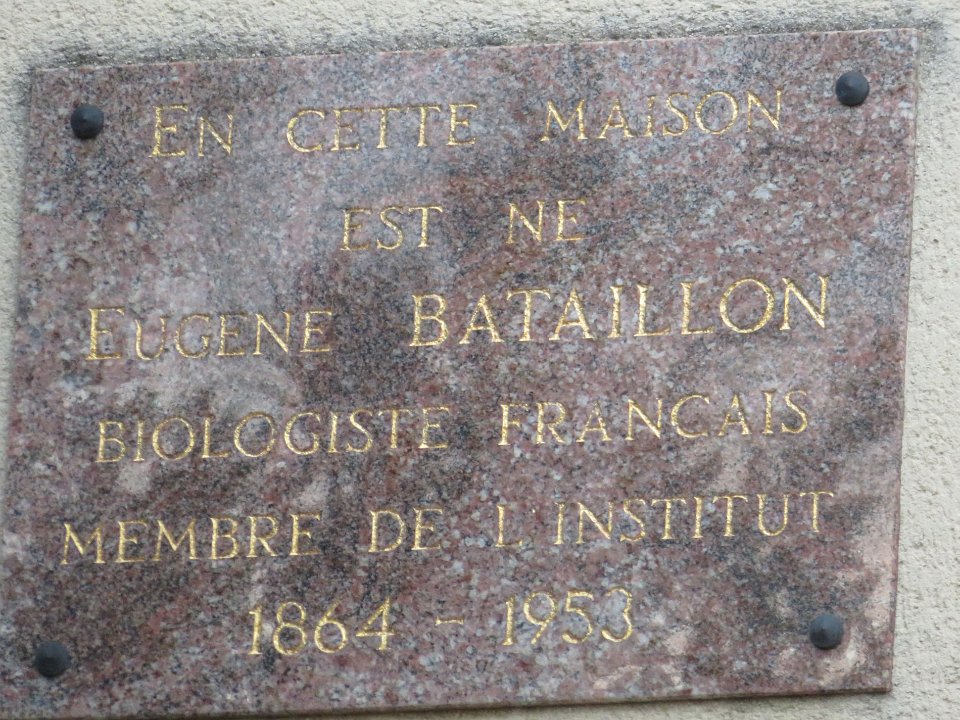 EN CETTE MAISON
EST NE
EUGENE BATAILLON
BIOLOGISTE FRANCAIS
MEMBRE DE L'INSTITUT
1864 - 1953